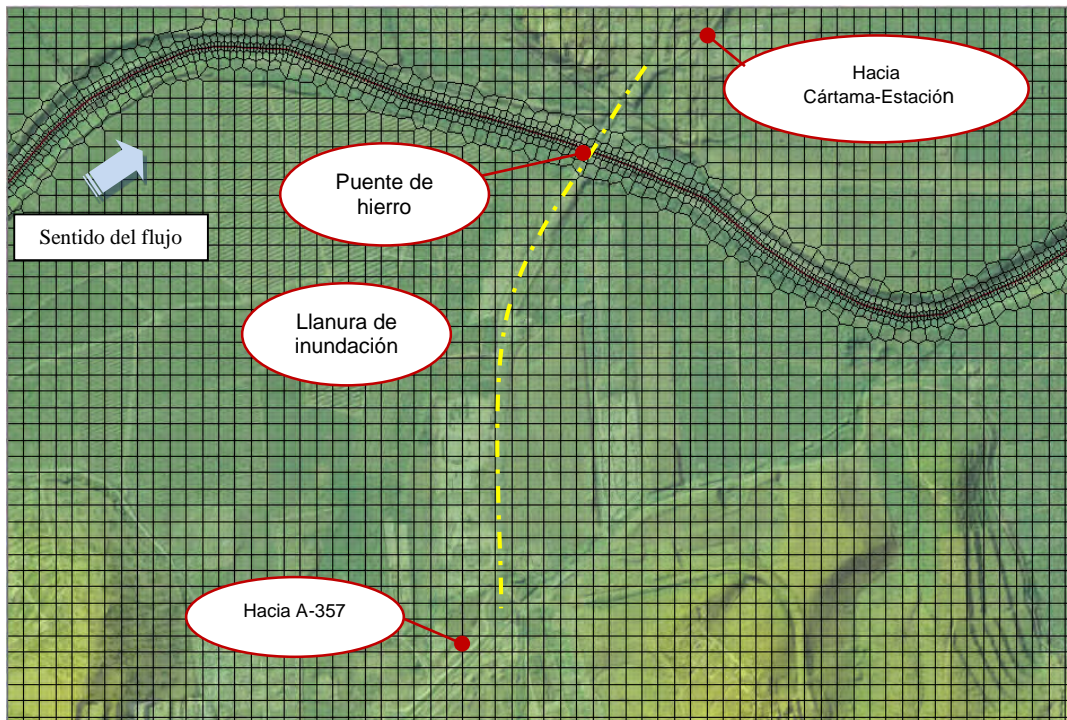 Hacia
Cártama-Estación
Puente de
hierro
Sentido del flujo
Llanura de
inundación
Hacia A-357